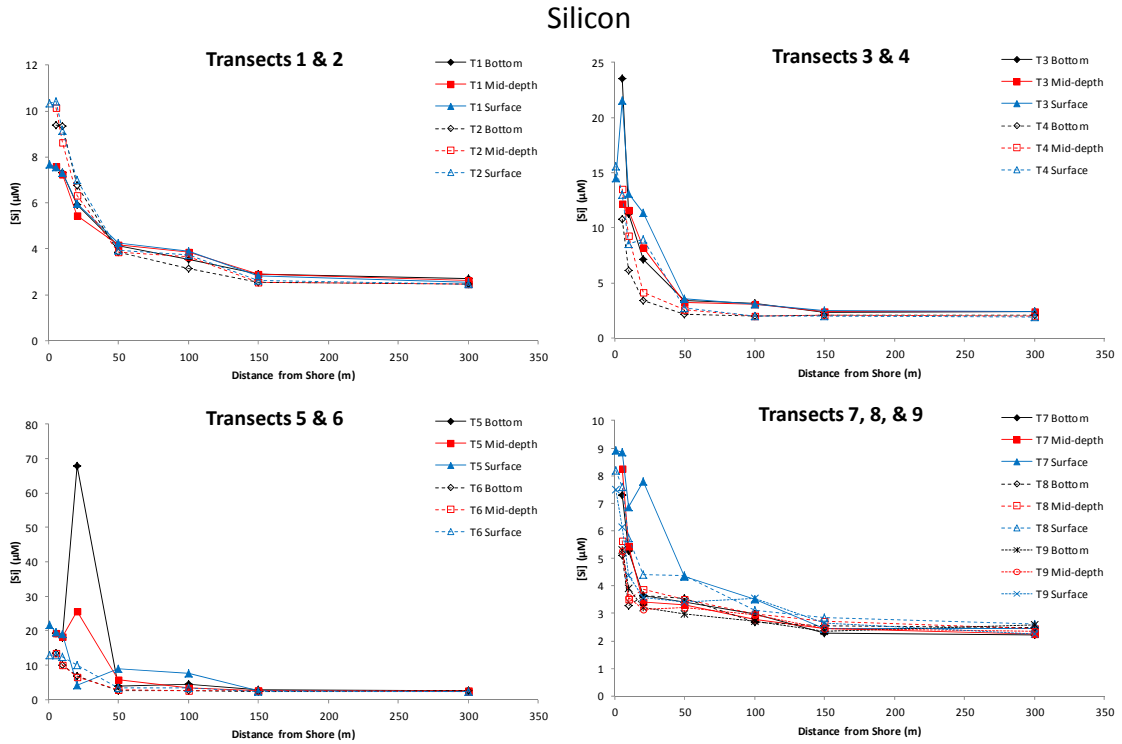 Silicon
Transects 1 & 2
12
10
8
6
4
2
0
[Si] (µM)
0 50 100 150 200 250 300 350
Distance from Shore (m)
T1 Bottom
T1 Mid-depth
T1 Surface
T2 Bottom
T2 Mid-depth
T2 Surface
Transects 3 & 4
25
20
15
10
5
0
[Si] (µM)
0 50 100 150 200 250 300 350
Distance from Shore (m)
T3 Bottom
T3 Mid-depth
T3 Surface
T4 Bottom
T4 Mid-depth
T4 Surface
Transects 5 & 6
80
70
60
50
40
30
20
10
0
[Si] (µM)
0 50 100 150 200 250 300 350
Distance from Shore (m)
T5 Bottom
T5 Mid-depth
T5 Surface
T6 Bottom
T6 Mid-depth
T6 Surface
Transects 7, 8, & 9
10
9
8
7
6
5
4
3
2
1
0
[Si] (µM)
0 50 100 150 200 250 300 350
Distance from Shore (m)
T7 Bottom
T7 Mid-depth
T7 Surface
T8 Bottom
T8 Mid-depth
T8 Surface
T9 Bottom
T9 Mid-depth
T9 Surface